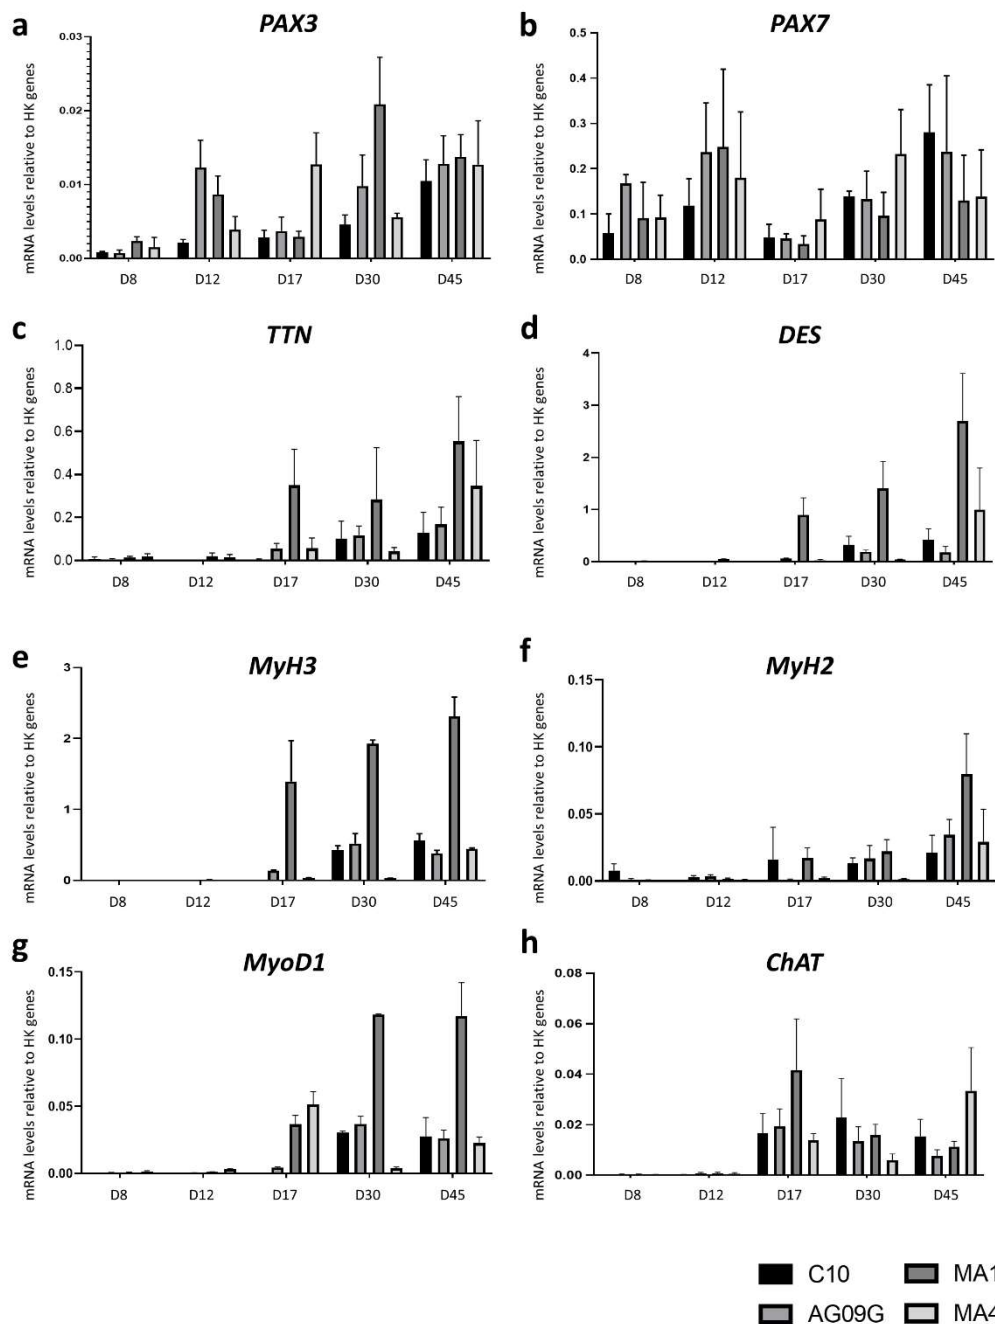 a PAX3
mRNA levels relative to HK genes
0.03
0.02
0.01
0.00
D8 D12 D17 D30 D45
b PAX7
mRNA levels relative to HK genes
0.5
0.4
0.3
0.2
0.1
0.0
D8 D12 D17 D30 D45
c TTN
mRNA levels relative to HK genes
1.0
0.8
0.6
0.4
0.2
0.0
D8 D12 D17 D30 D45
d DES
mRNA levels relative to HK genes
4
3
2
1
0
D8 D12 D17 D30 D45
e MyH3
mRNA levels relative to HK genes
3
2
1
0
D8 D12 D17 D30 D45
f MyH2
mRNA levels relative to HK genes
0.15
0.10
0.05
0.00
D8 D12 D17 D30 D45
g MyoD1
mRNA levels relative to HK genes
0.15
0.10
0.05
0.00
D8 D12 D17 D30 D45
h ChAT
mRNA levels relative to HK genes
0.08
0.06
0.04
0.02
0.00
D8 D12 D17 D30 D45
C10 MA1
AG09G MA4